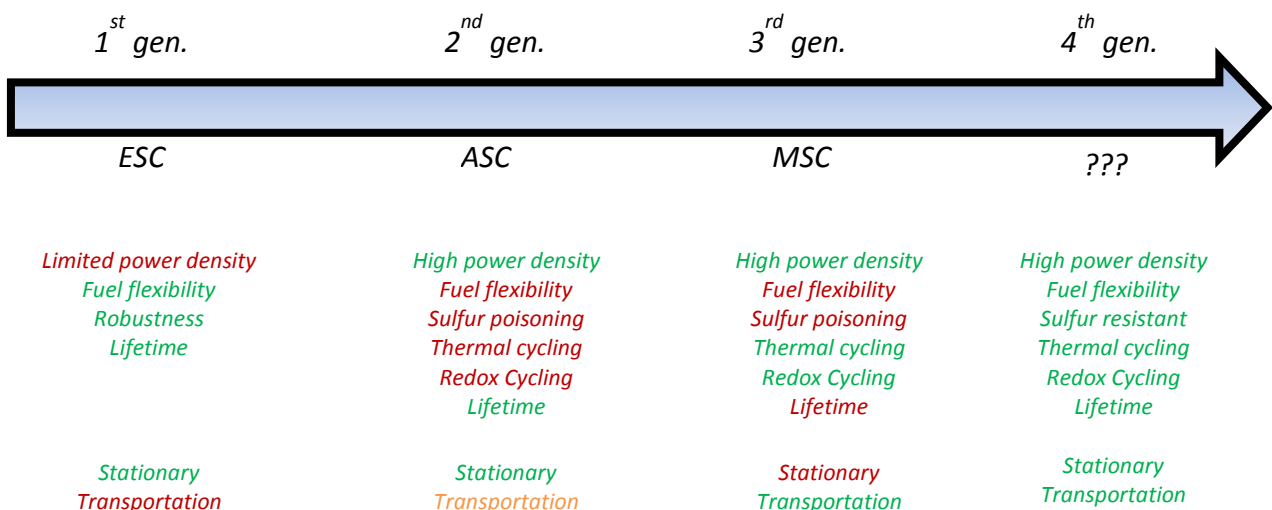 1st gen. 2nd gen. 3rd gen. 4th gen.
ESC ASC MSC ???
Limited power density
Fuel flexibility
Robustness
Lifetime
High power density
Fuel flexibility
Sulfur poisoning
Thermal cycling
Redox Cycling
Lifetime
High power density
Fuel flexibility
Sulfur poisoning
Thermal cycling
Redox Cycling
Lifetime
High power density
Fuel flexibility
Sulfur resistant
Thermal cycling
Redox Cycling
Lifetime
Stationary
Transportation
Stationary
Transportation
Stationary
Transportation
Stationary
Transportation